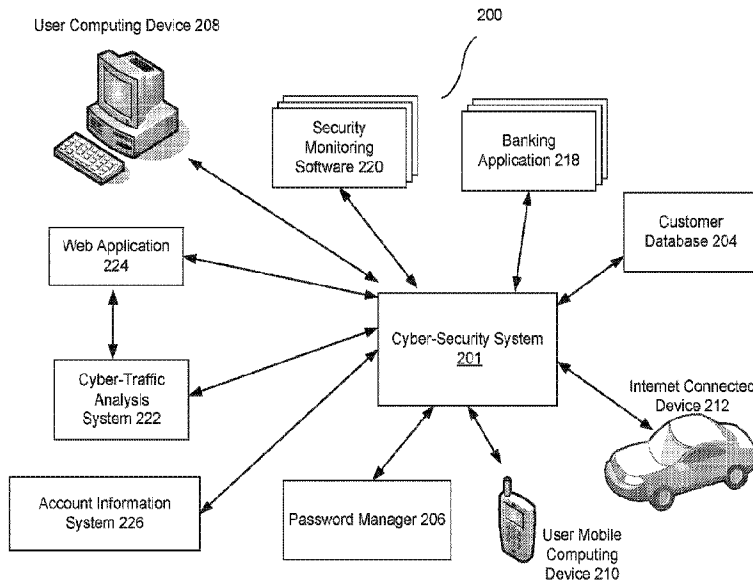 User Computing Device 208
200
Security
Monitoring
Software 220
Banking
Application 218
Customer
Database 204
Web Application
224
Cyber-Security System
201
Cyber-Traffic
Analysis
System 222
Internet Connected
Device 212
Account Information
System 226
Password Manager 206
User Mobile
Computing
Device 210